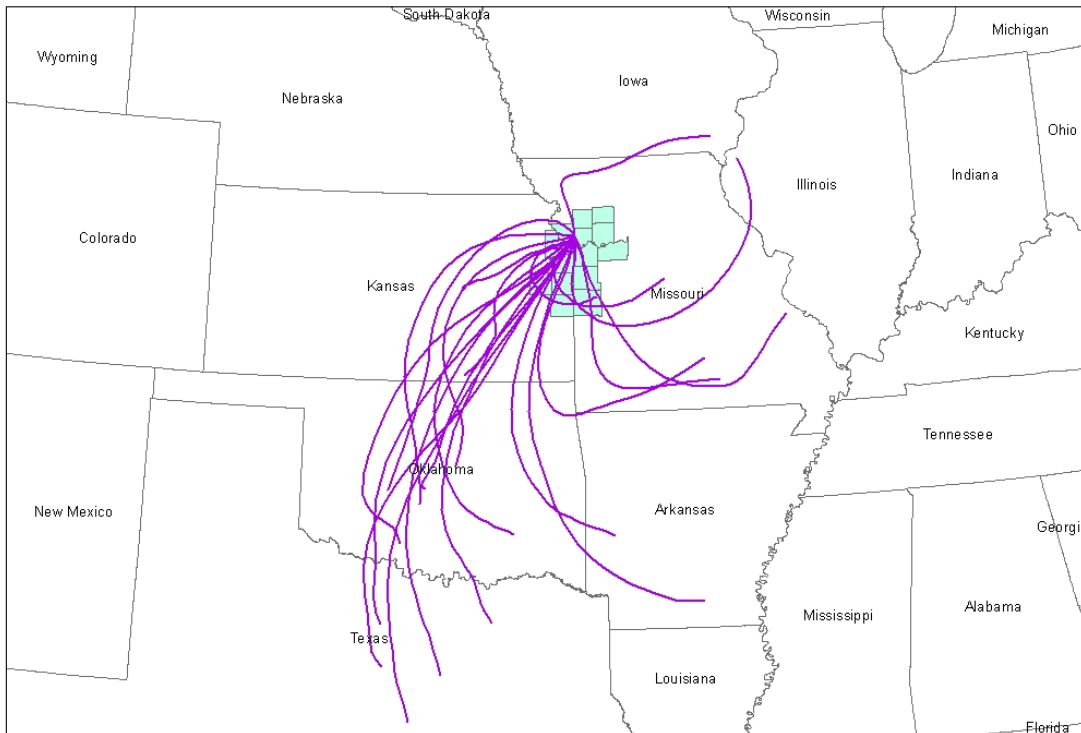 South Dakota
Wisconsin
Michigan
Wyoming
Iowa
Nebraska
Ohio
Indiana
Illinois
Colorado
Kansas
Missouri
Kentucky
Tennessee
Oklahoma
New Mexico
Arkansas
Georgi
Mississippi
Alabama
Texas
Louisiana
Florida